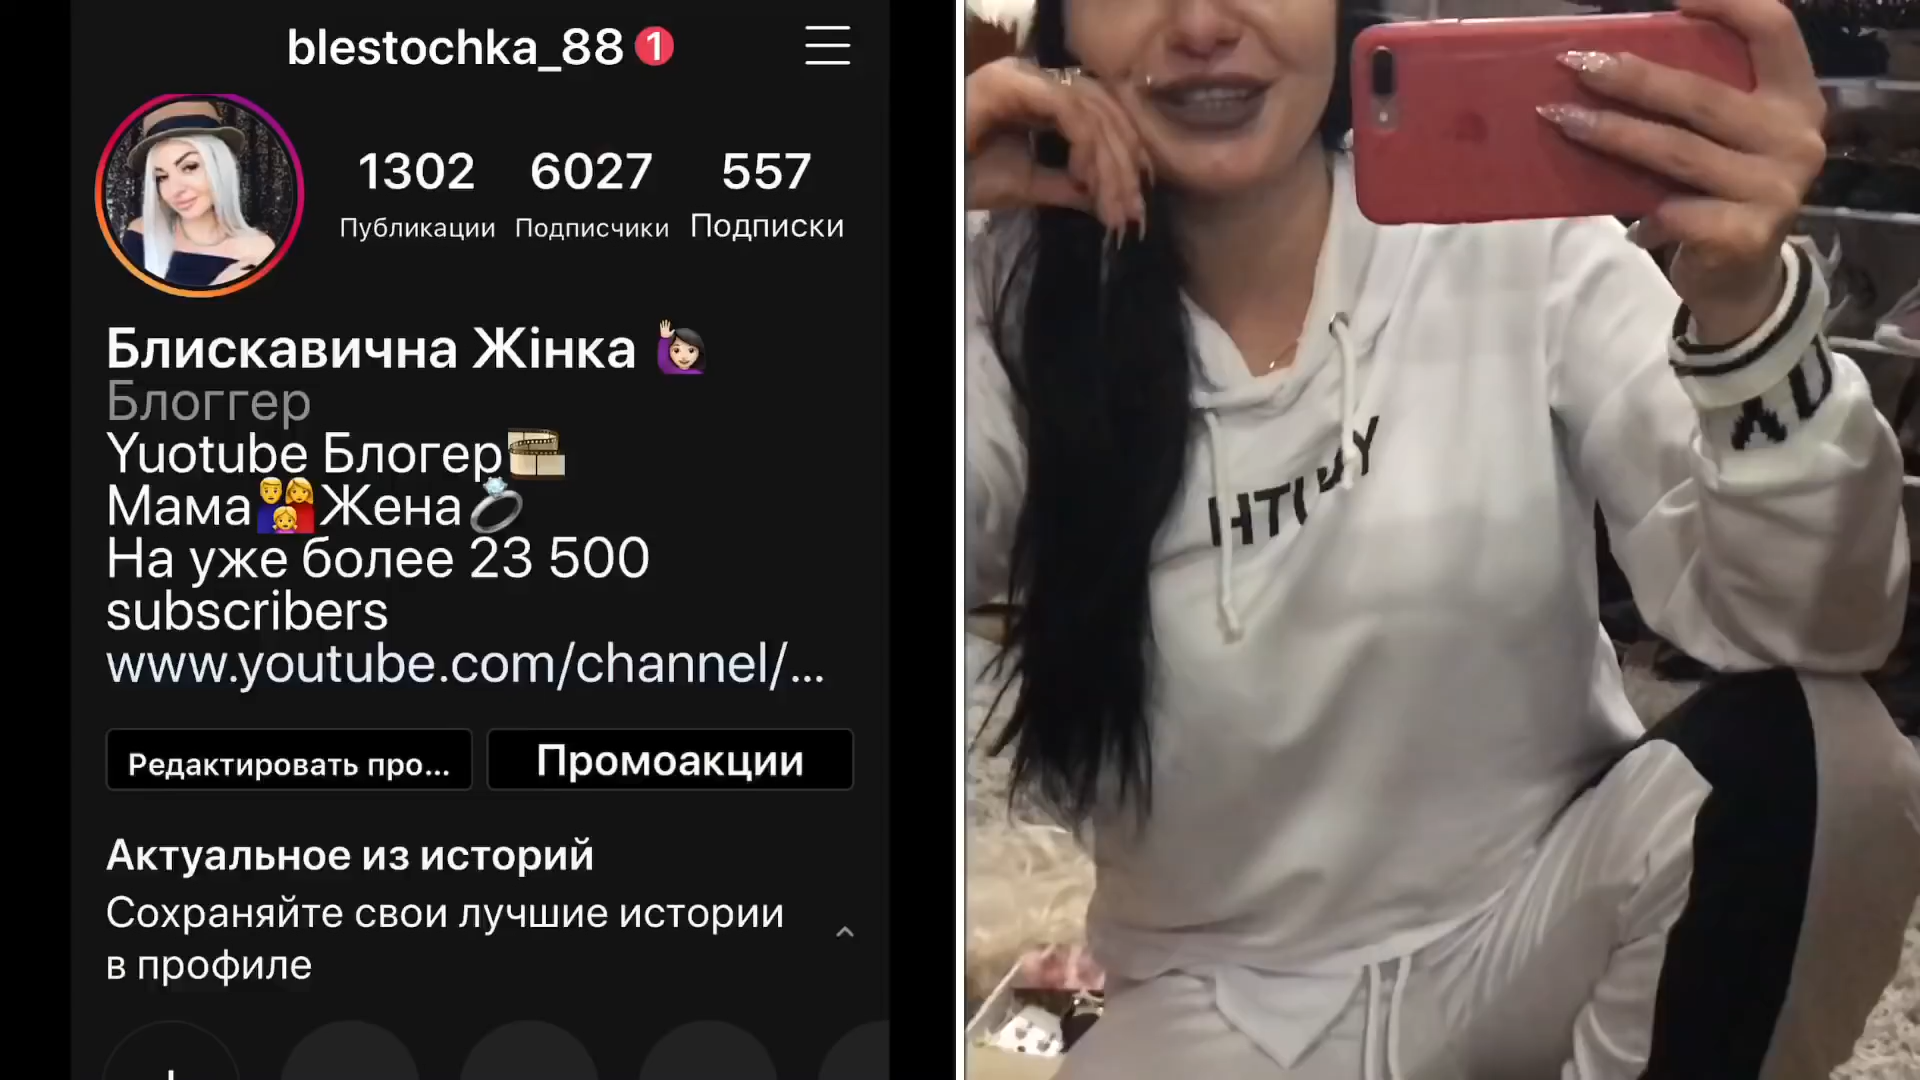 blestochka_88 1
1302 6027 557
Публикации Подписчики Подписки
Блискавична Жінка
Блоггер
Yuotube Блогер
Мама Жена
На уже более 23 500
subscribers
www.youtube.com/channel/...
Редактировать про... Промоакции
Актуальное из историй
Сохраняйте свои лучшие истории
в профиле